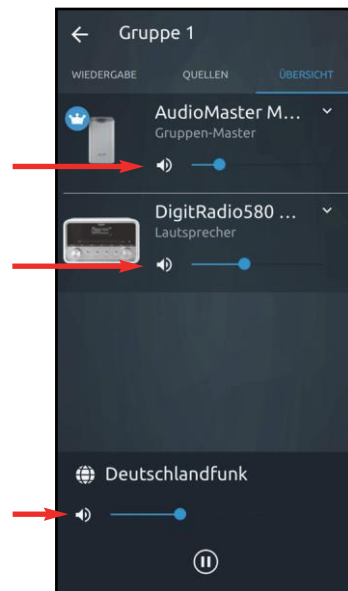 Gruppe 1
WIEDERGABE QUELLEN ÜBERSICHT
AudioMaster M...
Gruppen-Master
DigitRadio580 ...
Lautsprecher
Deutschlandfunk